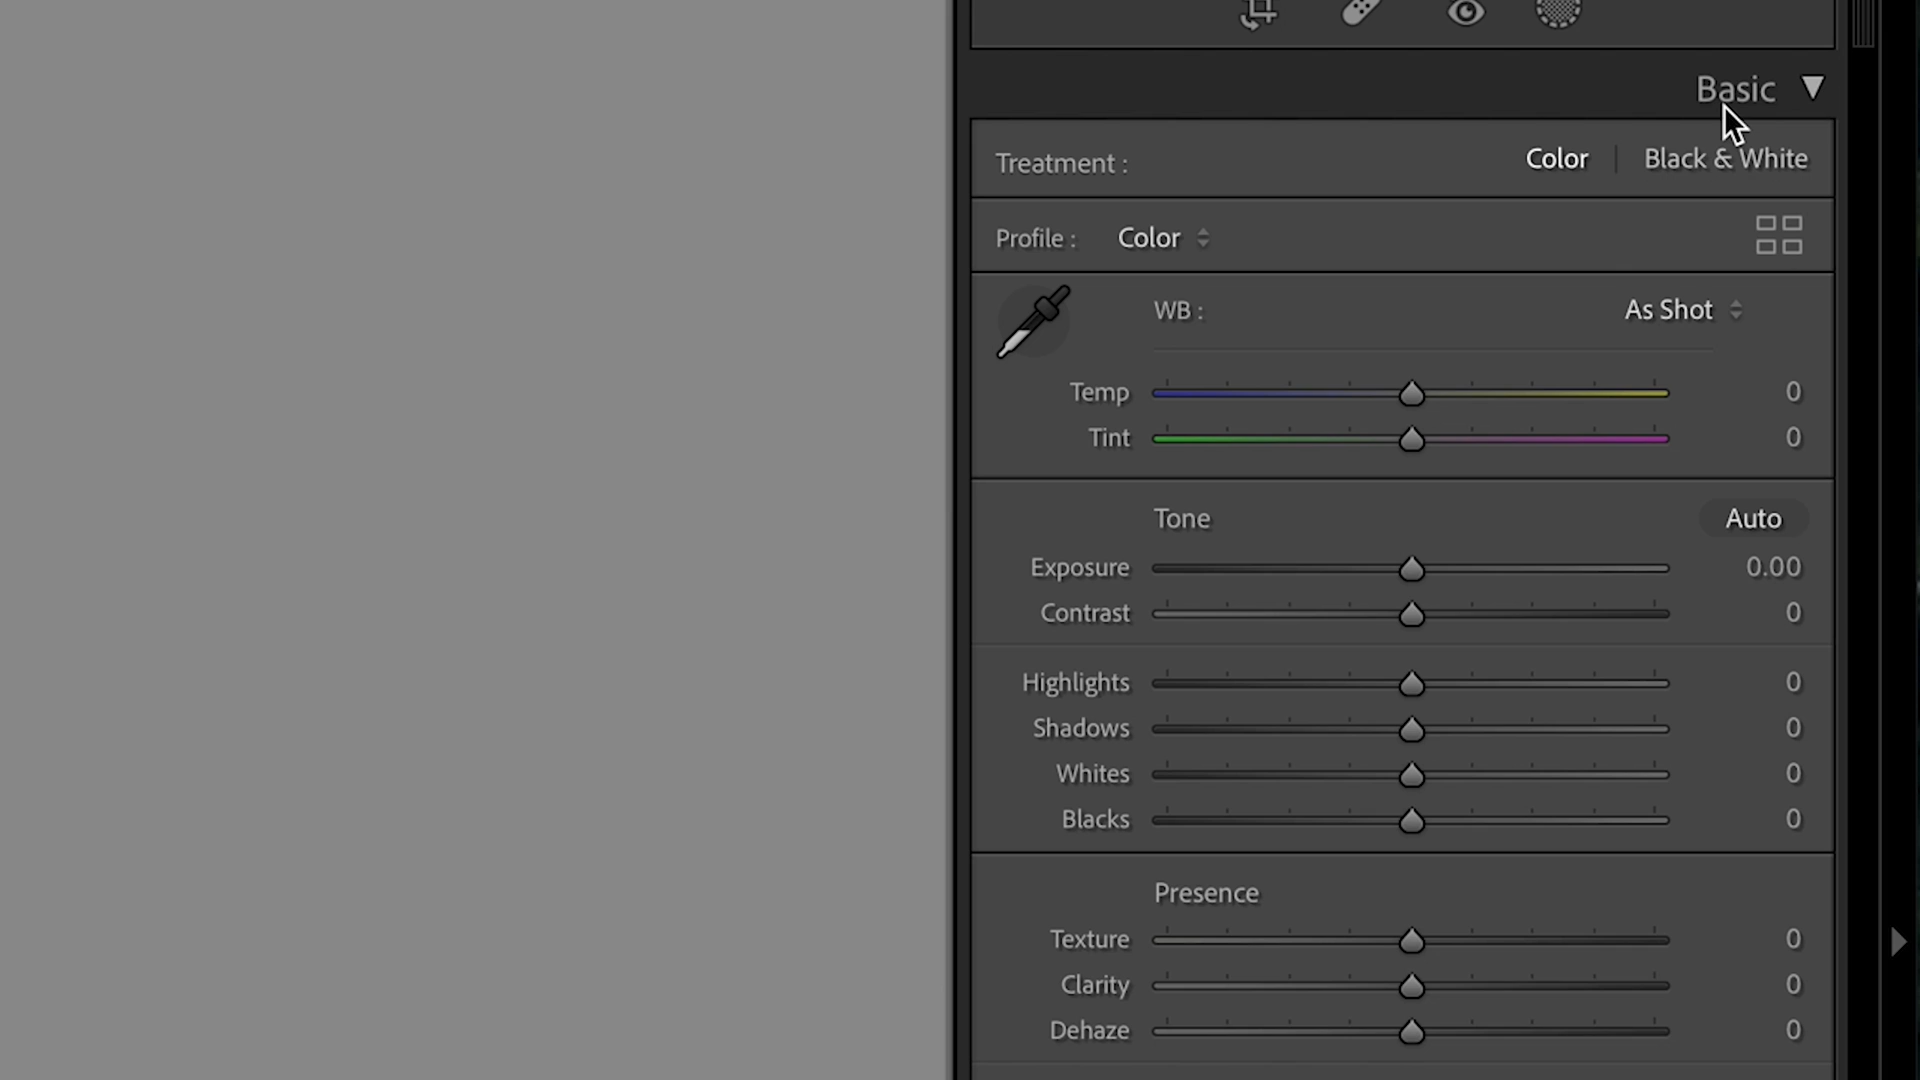 Basic
Treatment : Color | Black & White
Profile : Color
WB : As Shot
Temp 0
Tint 0
Tone Auto
Exposure 0.00
Contrast 0
Highlights 0
Shadows 0
Whites 0
Blacks 0
Presence
Texture 0
Clarity 0
Dehaze 0